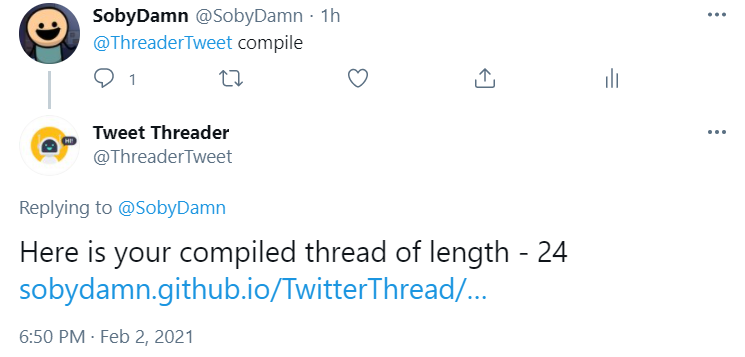 SobyDamn @SobyDamn · 1h
@ThreaderTweet compile
1
Tweet Threader
HI!
@ThreaderTweet
Replying to @SobyDamn
Here is your compiled thread of length - 24
sobydamn.github.io/TwitterThread/...
6:50 PM · Feb 2, 2021